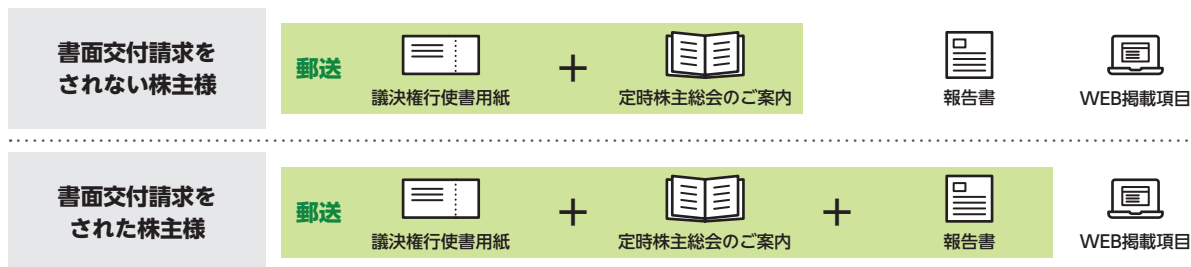 書面交付請求を
されない株主様
郵送
議決権行使書用紙
+
定時株主総会のご案内
報告書
WEB掲載項目
書面交付請求を
された株主様
郵送
議決権行使書用紙
+
定時株主総会のご案内
+
報告書
WEB掲載項目